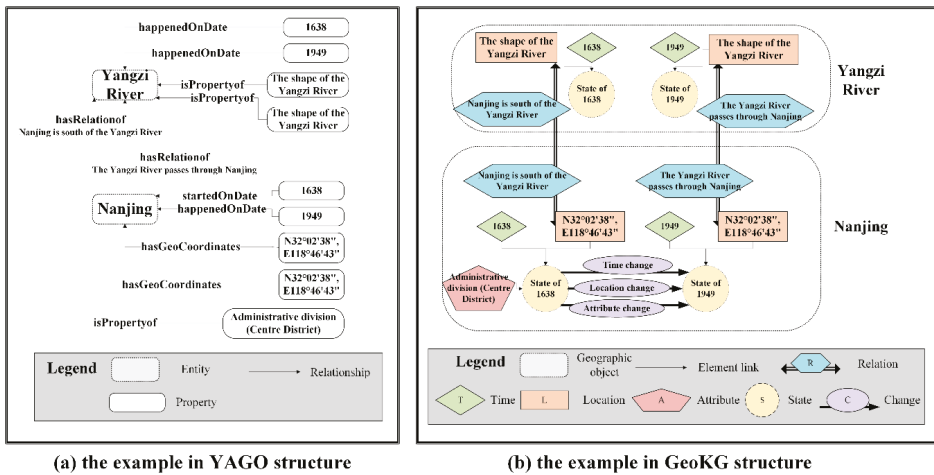 happenedOnDate
1638
happenedOnDate
1949
Yangzi
River
isPropertyof
The shape of the
Yangzi River
isPropertyof
The shape of the
Yangzi River
hasRelationof
Nanjing is south of the Yangzi River
hasRelationof
The Yangzi River passes through Nanjing
Nanjing
startedOnDate
1638
happenedOnDate
1949
hasGeoCoordinates
N32°02'38",
E118°46'43"
hasGeoCoordinates
N32°02'38",
E118°46'43"
isPropertyof
Administrative division
(Centre District)
Legend
Entity
Relationship
Property
(a) the example in YAGO structure
The shape of the
Yangzi River
1638
1949
The shape of the
Yangzi River
State of
1638
State of
1949
Yangzi
River
Nanjing is south of the
Yangzi River
The Yangzi River
passes through Nanjing
Nanjing is south of the
Yangzi River
The Yangzi River
passes through Nanjing
1638
N32°02'38",
E118°46'43"
1949
N32°02'38",
E118°46'43"
Nanjing
Administrative
division (Centre
District)
State of
1638
Time change
Location change
Attribute change
State of
1949
Legend
Geographic
object
Element link
R
Relation
T
Time
L
Location
A
Attribute
S
State
C
Change
(b) the example in GeoKG structure